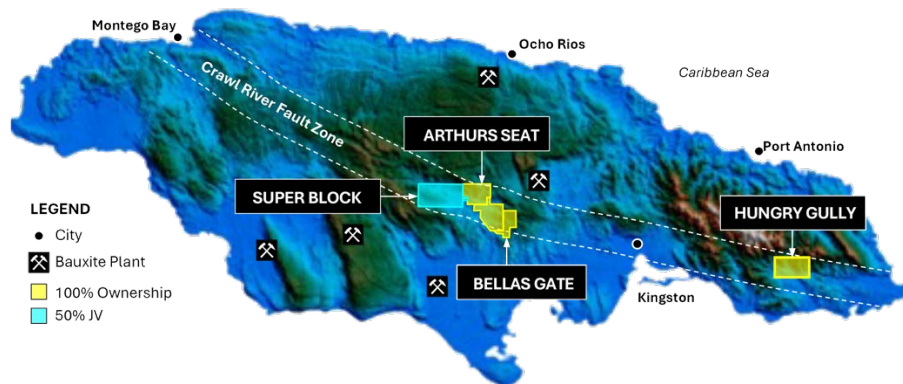 Montego Bay
Ocho Rios
Caribbean Sea
Crawl River Fault Zone
ARTHURS SEAT
Port Antonio
SUPER BLOCK
HUNGRY GULLY
LEGEND
City
Bauxite Plant
100% Ownership
50% JV
BELLAS GATE
Kingston